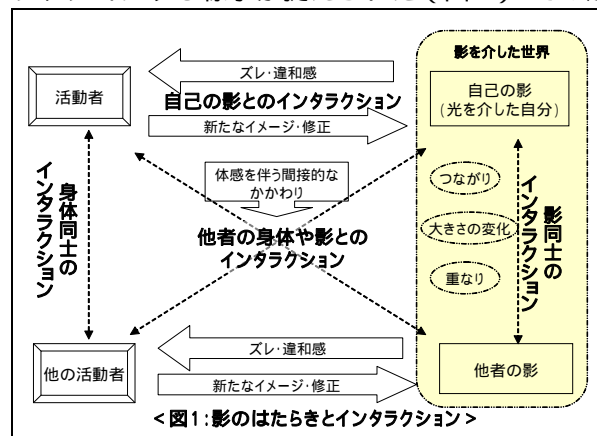 影を介した世界
ズレ・違和感
活動者
自己の影とのインタラクション
新たなイメージ・修正
自己の影
(光を介した自分)
身体同士の
インタラクション
体感を伴う間接的な
かかわり
他者の身体や影との
インタラクション
つながり
大きさの変化
重なり
影同士の
インタラクション
ズレ・違和感
他の活動者
新たなイメージ・修正
他者の影
<図1:影のはたらきとインタラクション>